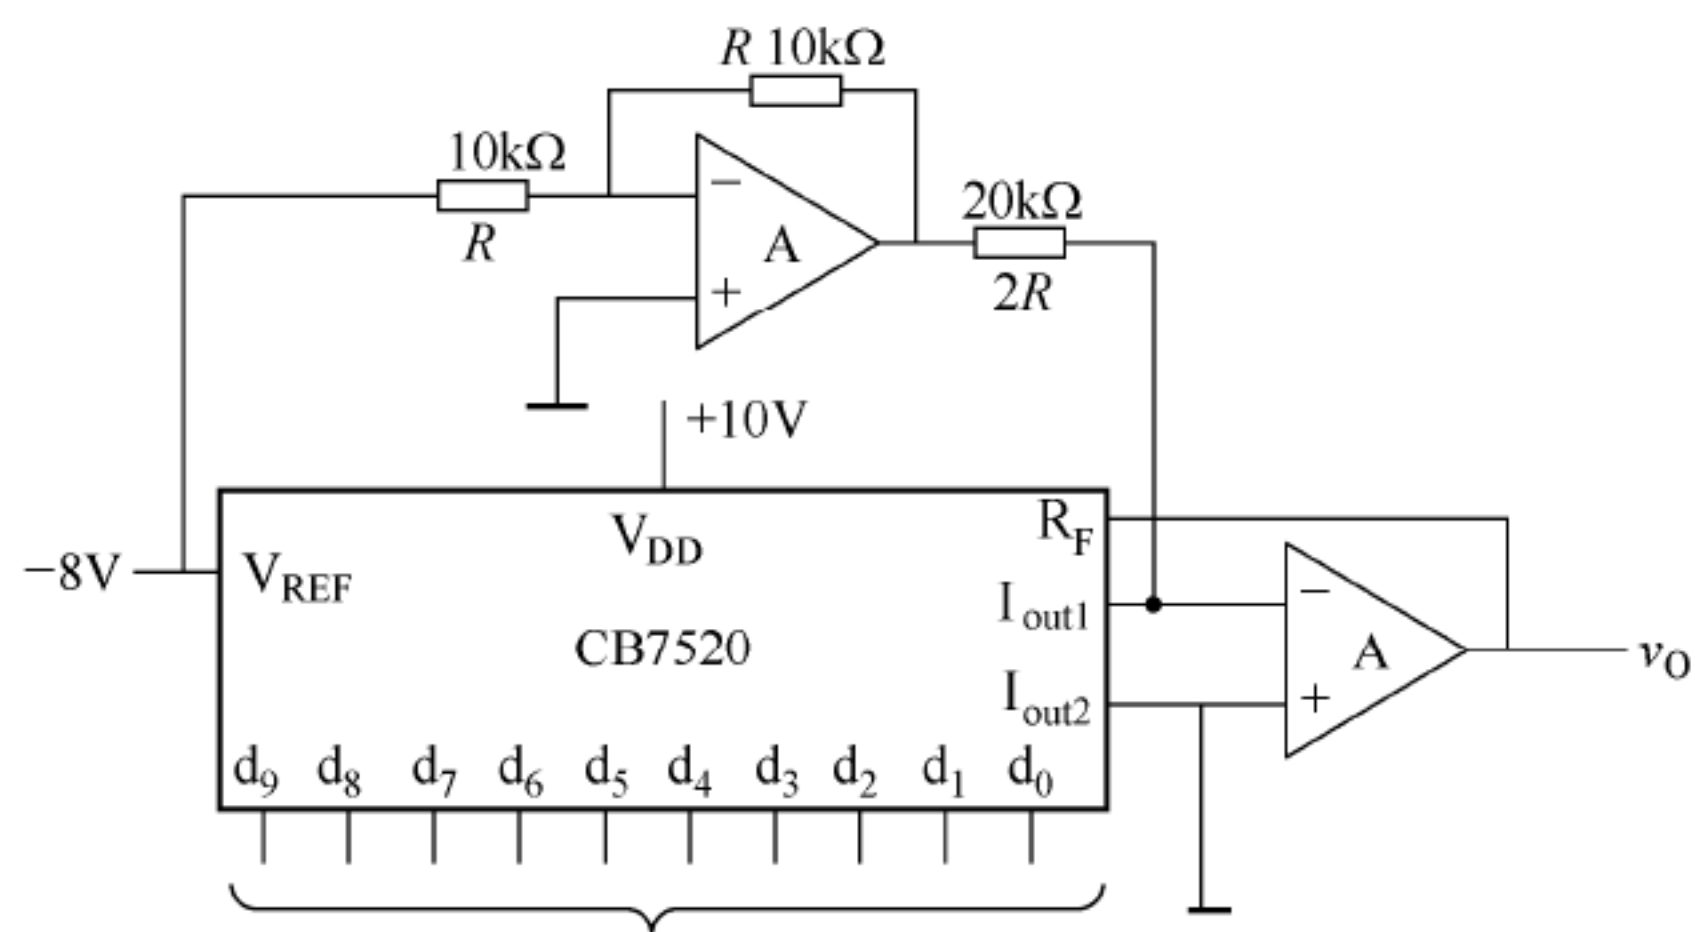 R 10kΩ
10kΩ
R
−
A
+
20kΩ
2R
+10V
−8V
V_REF
V_DD
R_F
I_out1
CB7520
I_out2
−
A
+
v_O
d_9 d_8 d_7 d_6 d_5 d_4 d_3 d_2 d_1 d_0